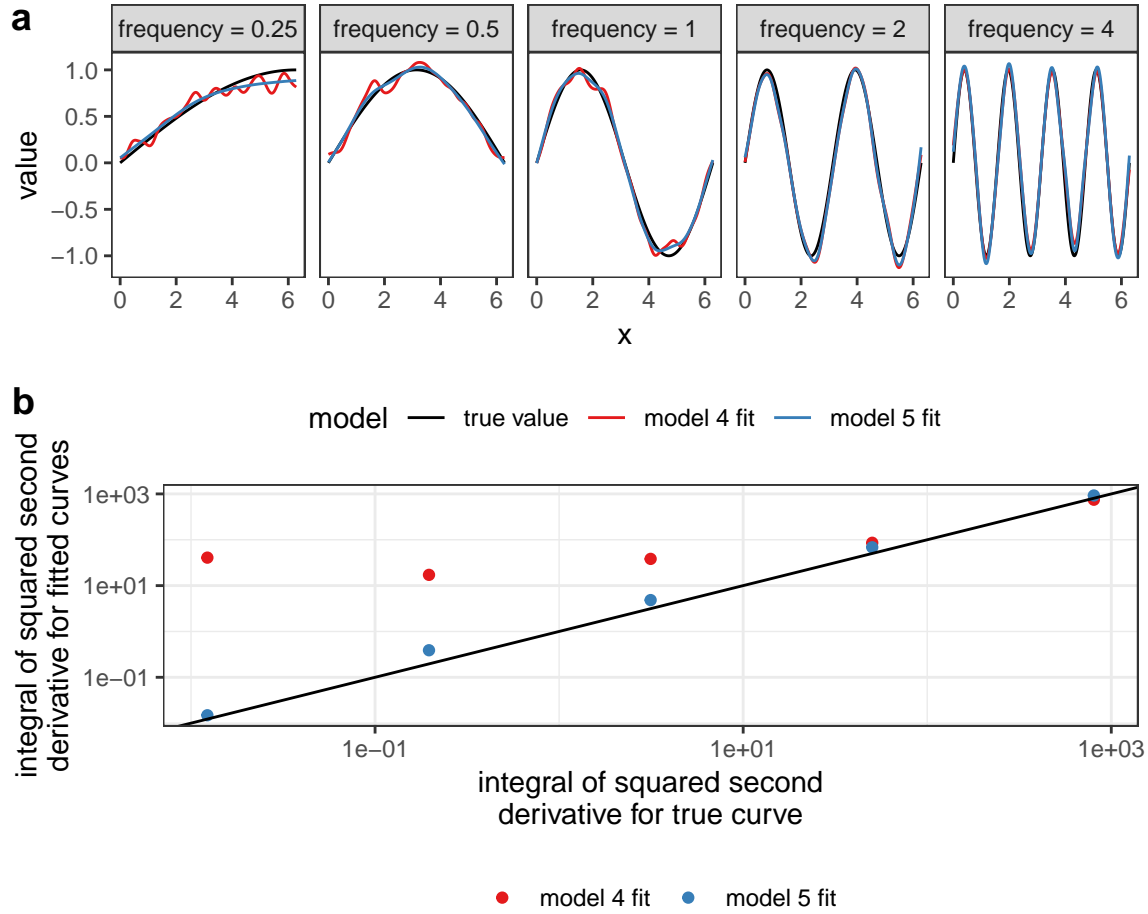 a
frequency = 0.25
frequency = 0.5
frequency = 1
frequency = 2
frequency = 4
value
1.0
0.5
0.0
−0.5
−1.0
0 2 4 6
0 2 4 6
0 2 4 6
0 2 4 6
0 2 4 6
x
b
model true value model 4 fit model 5 fit
integral of squared second
derivative for fitted curves
1e+03
1e+01
1e−01
1e−01 1e+01 1e+03
integral of squared second
derivative for true curve
model 4 fit model 5 fit